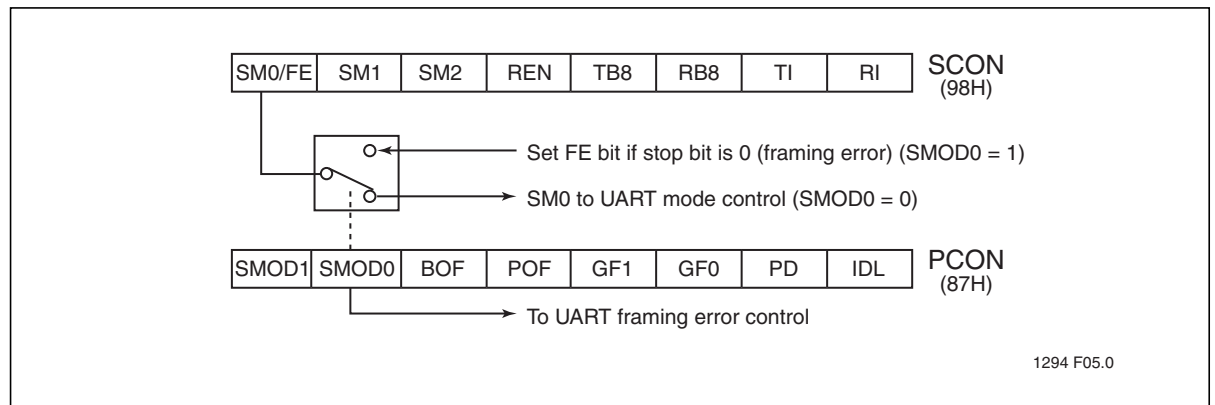 SM0/FE SM1 SM2 REN TB8 RB8 TI RI SCON
(98H)
Set FE bit if stop bit is 0 (framing error) (SMOD0 = 1)
SM0 to UART mode control (SMOD0 = 0)
SMOD1 SMOD0 BOF POF GF1 GF0 PD IDL PCON
(87H)
To UART framing error control
1294 F05.0